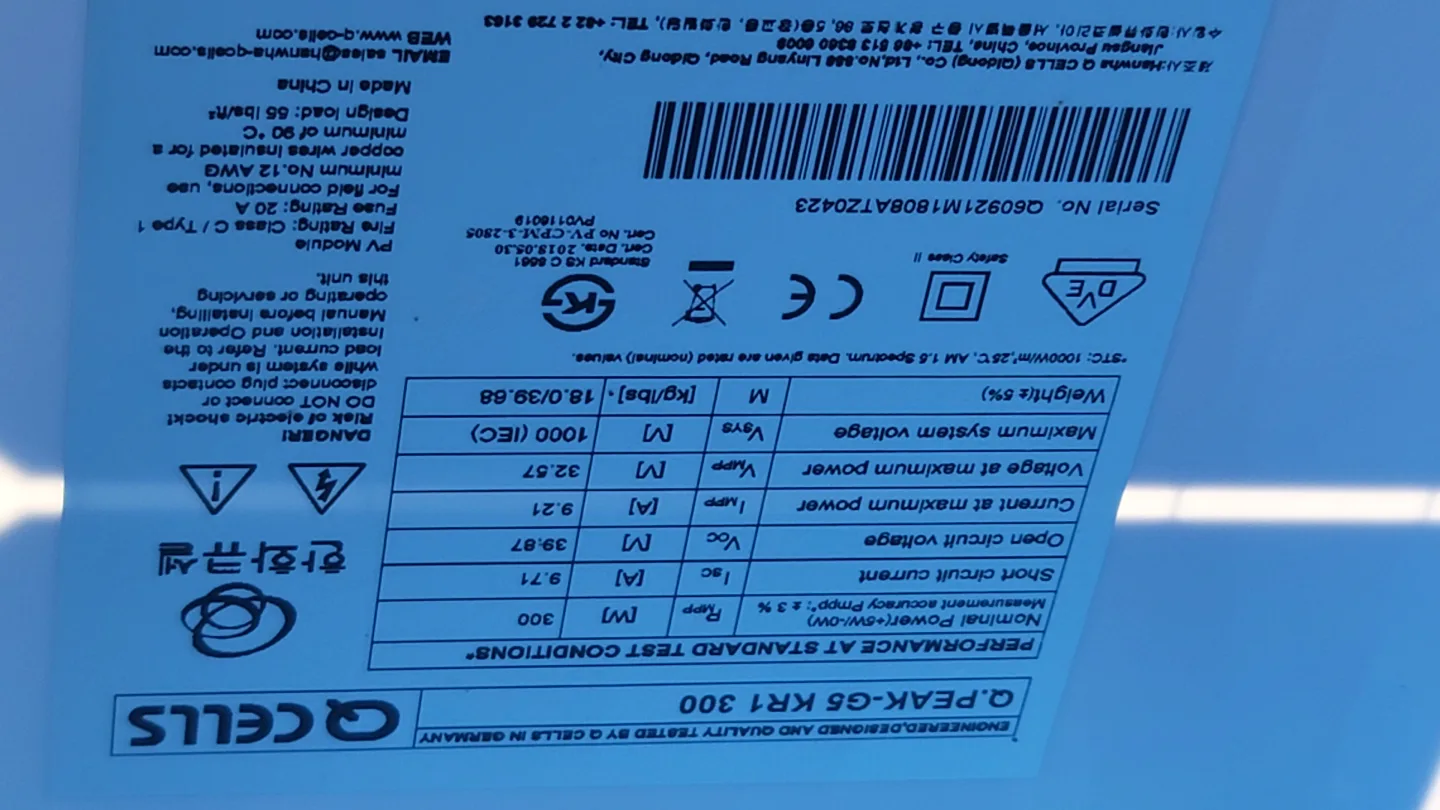 *ENGINEERED,DESIGNED AND QUALITY TESTED BY Q CELLS IN GERMANY
Q.PEAK-G5 KR1 300
Q CELLS
PERFORMANCE AT STANDARD TEST CONDITIONS*
Nominal Power(+5W/-0W) PMPP [W] 300
Measurement accuracy Pmpp*: ± 3 %
Short circuit current ISC [A] 9.71
Open circuit voltage VOC [V] 39.87
Current at maximum power IMPP [A] 9.21
Voltage at maximum power VMPP [V] 32.57
Maximum system voltage VSYS [V] 1000 (IEC)
Weight(± 5%) M [kg/lbs] 18.0/39.68
*STC: 1000W/m²,25℃, AM 1.5 Spectrum. Data given are rated (nominal) values.
DVE
Safety Class II
CE
KS
Standard KS C 8561
Cert. Date. 2018.05.30
Cert. No PV-CPM-3-2805
PV0118019
Serial No. Q60921M1808ATZ0423
제조자:Hanwha Q CELLS (Qidong) Co., Ltd,No.888 Linyang Road, Qidong City,
Jiangsu Province, China, TEL: +86 513 8360 6008
한화큐셀
DANGER!
Risk of electric shock!
DO NOT connect or
disconnect plug contacts
while system is under
load current. Refer to the
Installation and Operation
Manual before installing,
operating or servicing
this unit.
PV Module
Fire Rating: Class C / Type 1
Fuse Rating: 20 A
For field connections, use
minimum No.12 AWG
copper wires insulated for a
minimum of 90 °C
Design load: 55 lbs/ft²
Made in China
EMAIL sales@hanwha-qcells.com
WEB www.q-cells.com